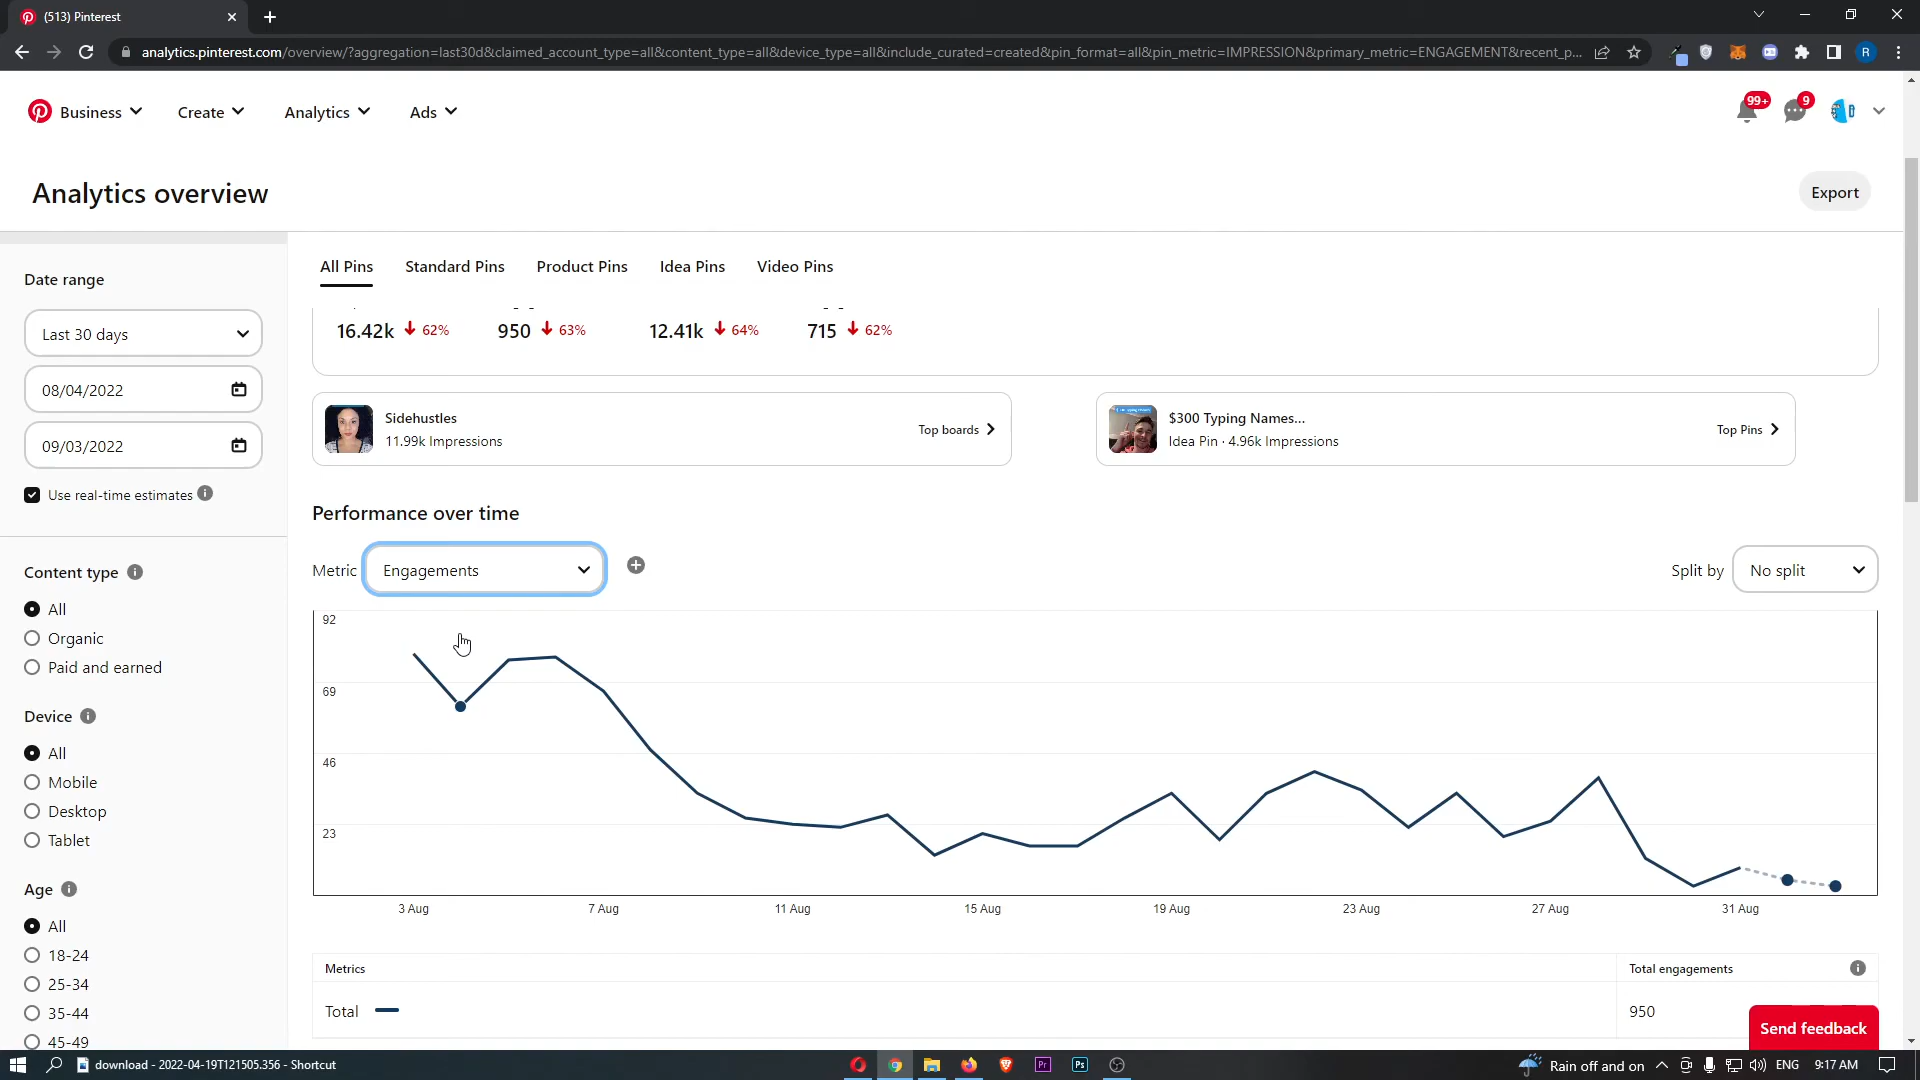 (513) Pinterest
analytics.pinterest.com/overview/?aggregation=last30d&claimed_account_type=all&content_type=all&device_type=all&include_curated=created&pin_format=all&pin_metric=IMPRESSION&primary_metric=ENGAGEMENT&recent_p...
R
Business
Create
Analytics
Ads
99+
9
Analytics overview
Export
Date range
Last 30 days
08/04/2022
09/03/2022
Use real-time estimates
Content type
All
Organic
Paid and earned
Device
All
Mobile
Desktop
Tablet
Age
All
18-24
25-34
35-44
45-49
All Pins
Standard Pins
Product Pins
Idea Pins
Video Pins
16.42k 62%
950 63%
12.41k 64%
715 62%
Sidehustles
11.99k Impressions
Top boards
$300 Typing Names...
Idea Pin · 4.96k Impressions
Top Pins
Performance over time
Metric
Engagements
Split by
No split
92
69
46
23
3 Aug
7 Aug
11 Aug
15 Aug
19 Aug
23 Aug
27 Aug
31 Aug
Metrics
Total engagements
Total
950
Send feedback
download - 2022-04-19T121505.356 - Shortcut
Pr
Ps
Rain off and on
ENG
9:17 AM